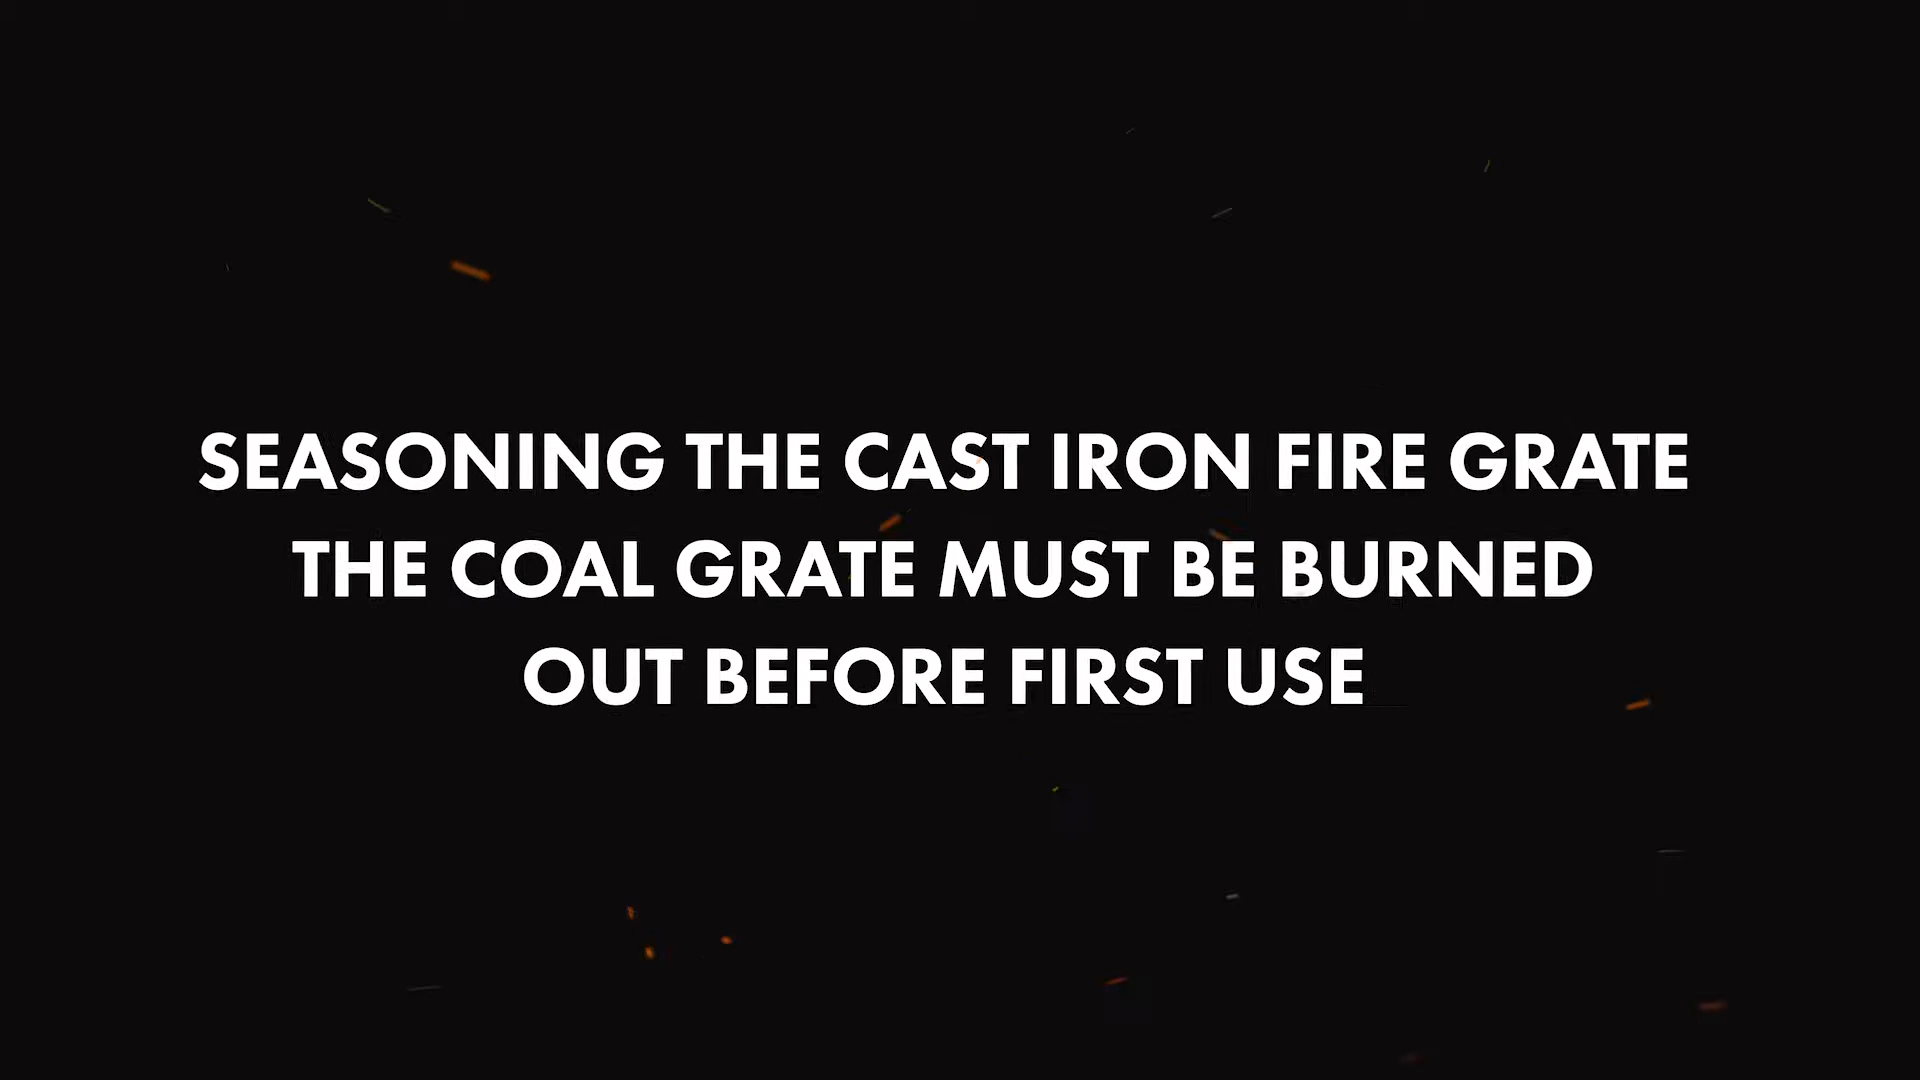 SEASONING THE CAST IRON FIRE GRATE
THE COAL GRATE MUST BE BURNED
OUT BEFORE FIRST USE